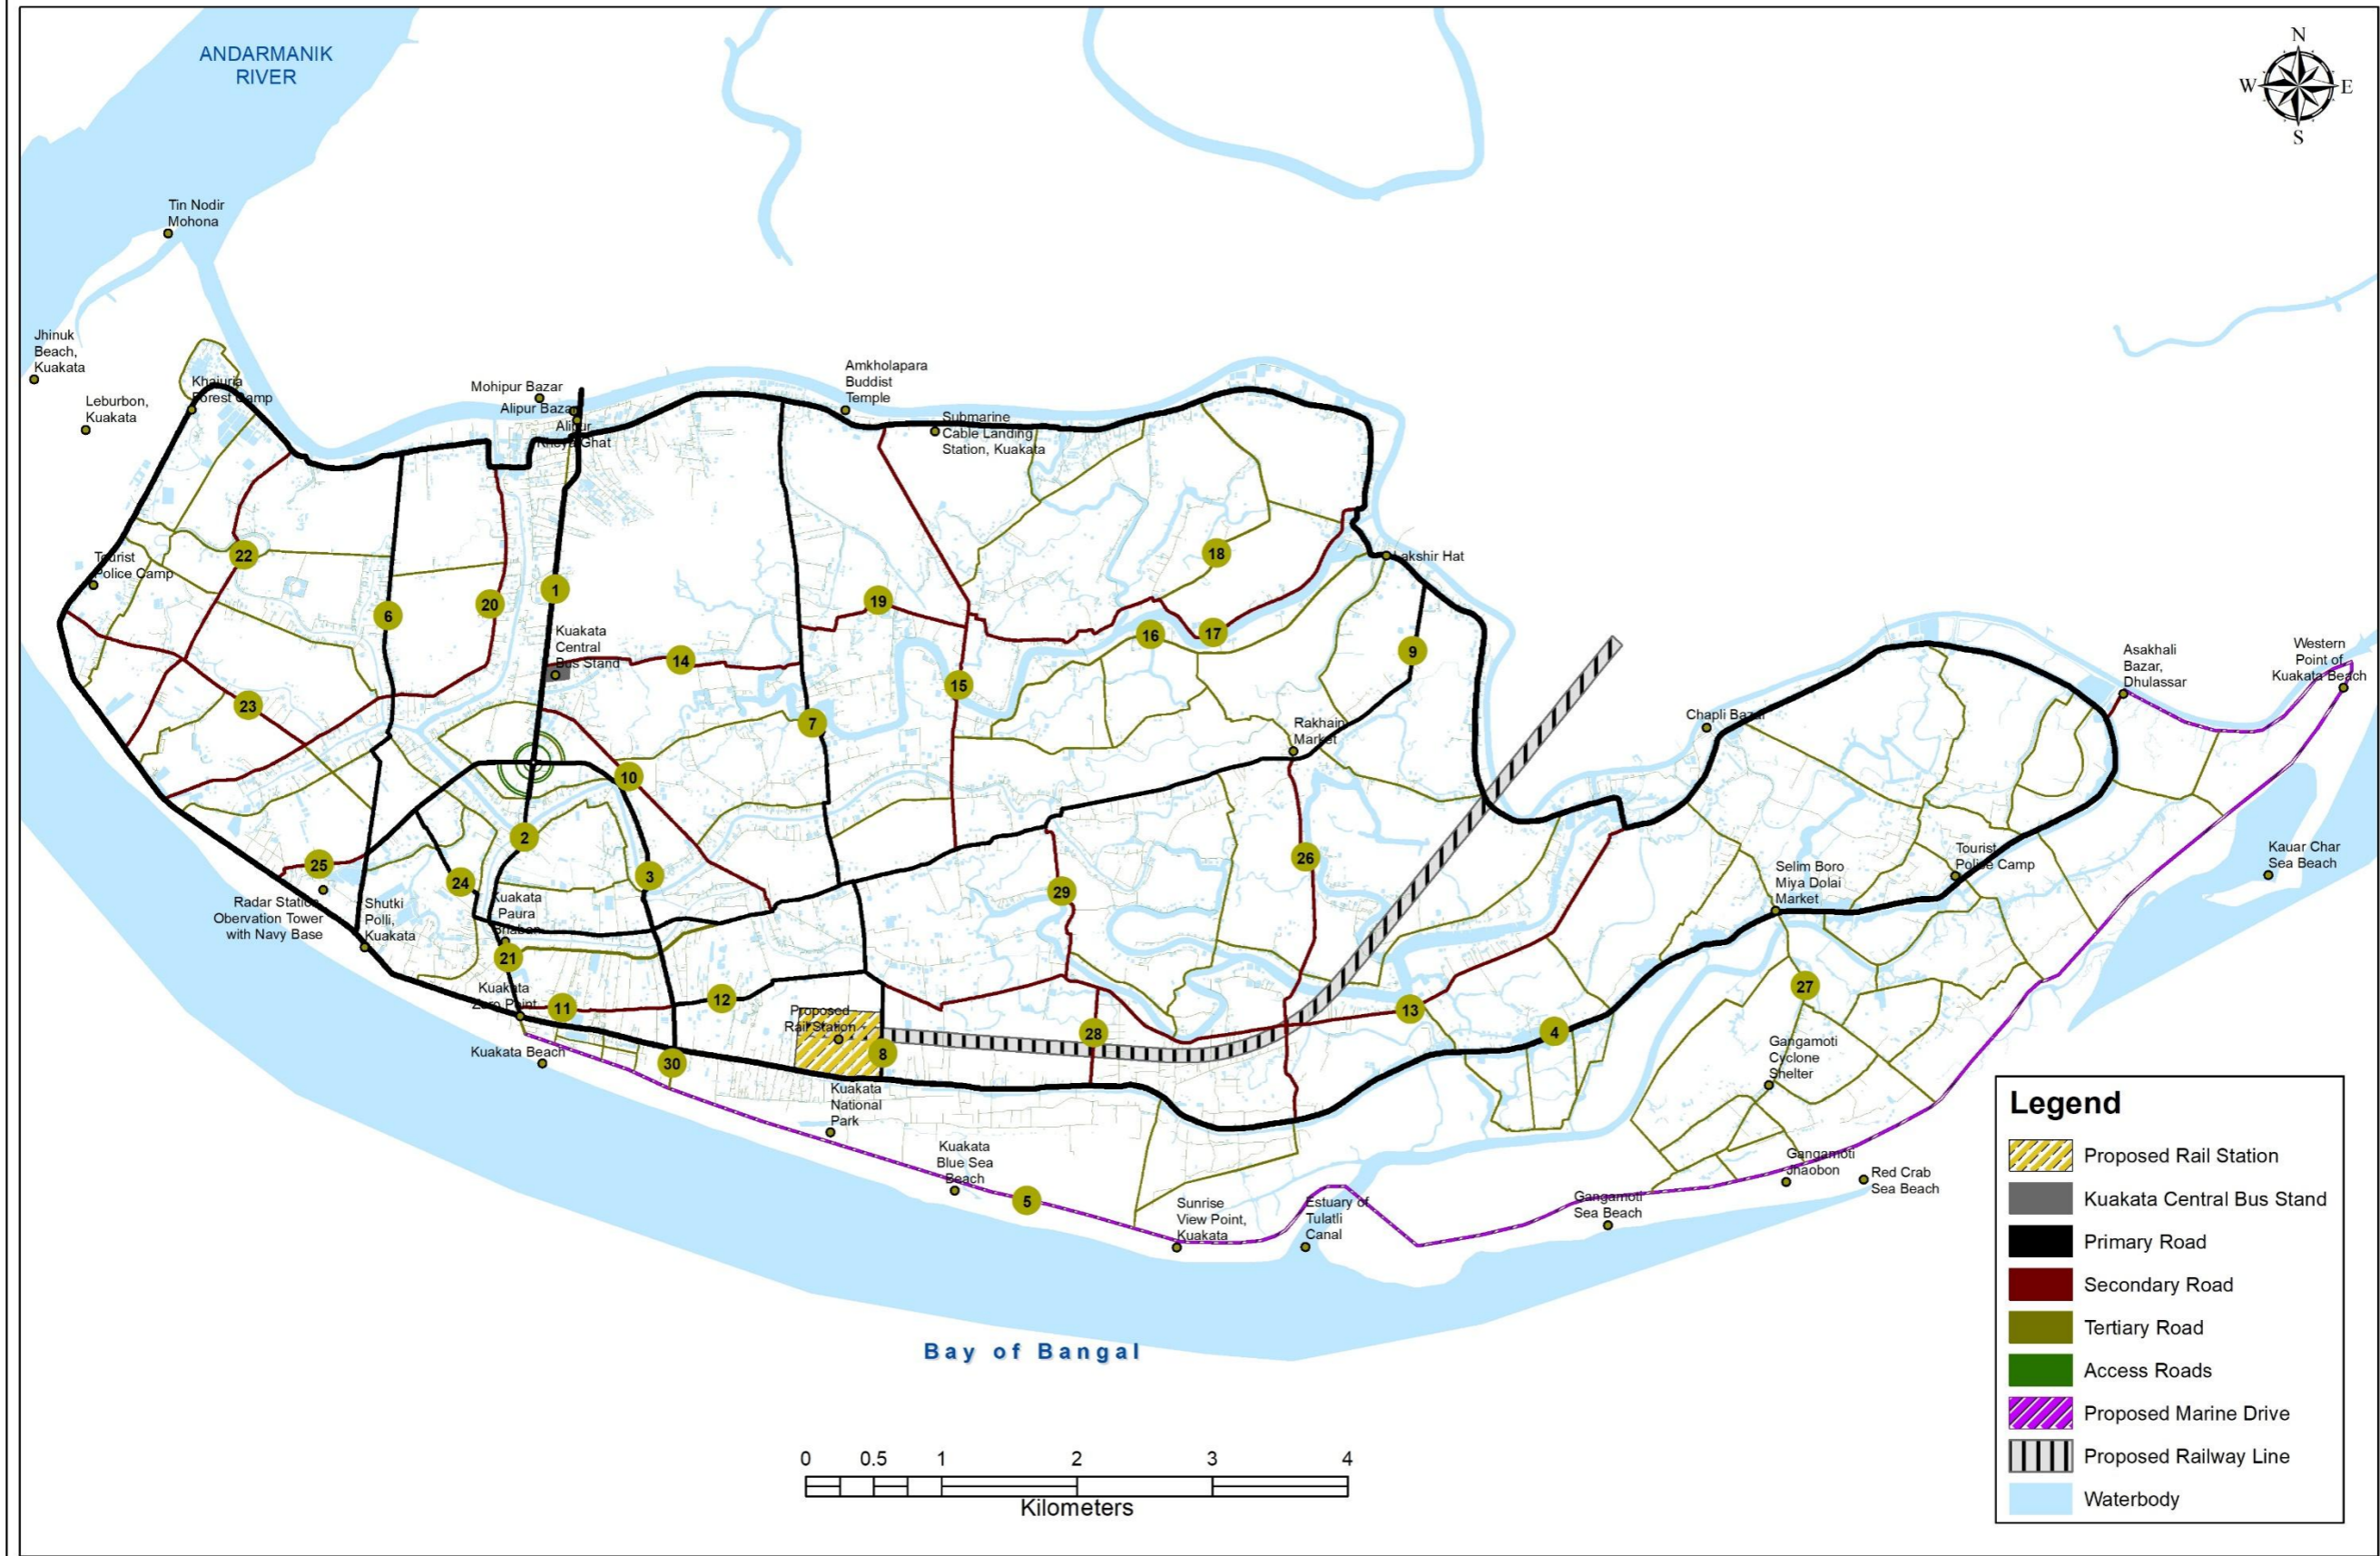 ANDARMANIK
RIVER
N
W
E
S
Tin Nodir
Mohona
Jhinuk
Beach,
Kuakata
Leburbon,
Kuakata
Khajuria
Forest Camp
Mohipur Bazar
Alipur Bazar
Alipur
Kheya Ghat
Amkholapara
Buddist
Temple
Submarine
Cable Landing
Station, Kuakata
Tourist
Police Camp
Lakshir Hat
22
6
20
1
19
18
16
17
9
Kuakata
Central
Bus Stand
14
15
23
7
Rakhain
Market
Chapli Bazar
Asakhali
Bazar,
Dhulassar
Western
Point of
Kuakata Beach
10
2
25
24
3
29
26
Radar Station
Obervation Tower
with Navy Base
Shutki
Polli,
Kuakata
Kuakata
Paura
Bhaban
21
Selim Boro
Miya Dolai
Market
Tourist
Police Camp
Kauar Char
Sea Beach
Kuakata
Zero Point
11
12
Proposed
Rail Station
8
28
13
4
27
Kuakata Beach
30
Kuakata
National
Park
Gangamoti
Cyclone
Shelter
Kuakata
Blue Sea
Beach
5
Sunrise
View Point,
Kuakata
Estuary of
Tulatli
Canal
Gangamoti
Sea Beach
Gangamoti
Jhaobon
Red Crab
Sea Beach
Bay of Bangal
0 0.5 1 2 3 4
Kilometers
Legend
Proposed Rail Station
Kuakata Central Bus Stand
Primary Road
Secondary Road
Tertiary Road
Access Roads
Proposed Marine Drive
Proposed Railway Line
Waterbody